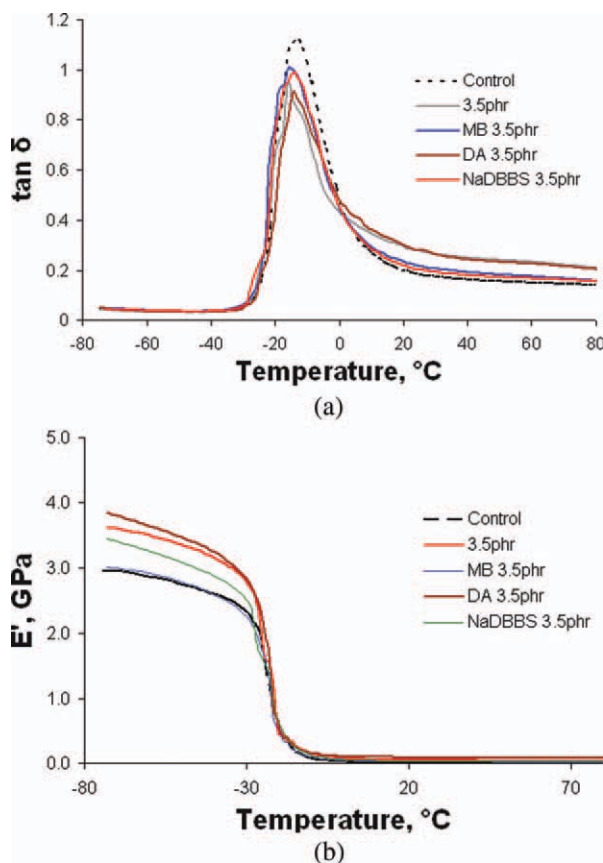 tan δ
1.2
1
0.8
0.6
0.4
0.2
0
-80
-60
-40
-20
0
20
40
60
80
Temperature, °C
Control
3.5phr
MB 3.5phr
DA 3.5phr
NaDBBS 3.5phr
(a)
E', GPa
5.0
4.0
3.0
2.0
1.0
0.0
-80
-30
20
70
Temperature, °C
Control
3.5phr
MB 3.5phr
DA 3.5phr
NaDBBS 3.5phr
(b)